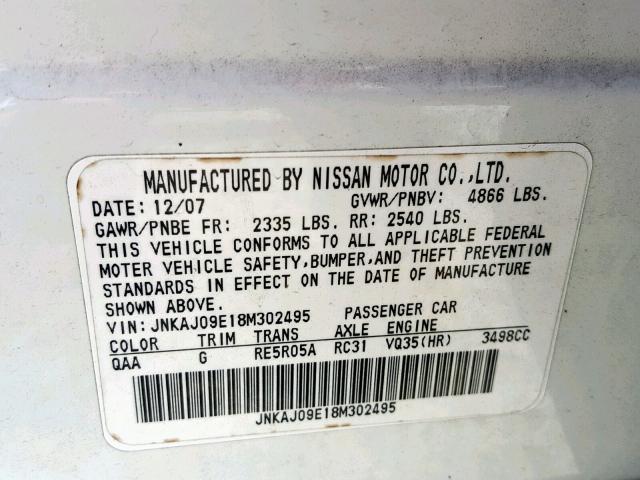 MANUFACTURED BY NISSAN MOTOR CO.,LTD.
DATE: 12/07 GVWR/PNBV: 4866 LBS.
GAWR/PNBE FR: 2335 LBS. RR: 2540 LBS.
THIS VEHICLE CONFORMS TO ALL APPLICABLE FEDERAL
MOTER VEHICLE SAFETY,BUMPER,AND THEFT PREVENTION
STANDARDS IN EFFECT ON THE DATE OF MANUFACTURE
SHOWN ABOVE.
VIN: JNKAJ09E18M302495 PASSENGER CAR
COLOR TRIM TRANS AXLE ENGINE
QAA G RE5R05A RC31 VQ35(HR) 3498CC
JNKAJ09E18M302495